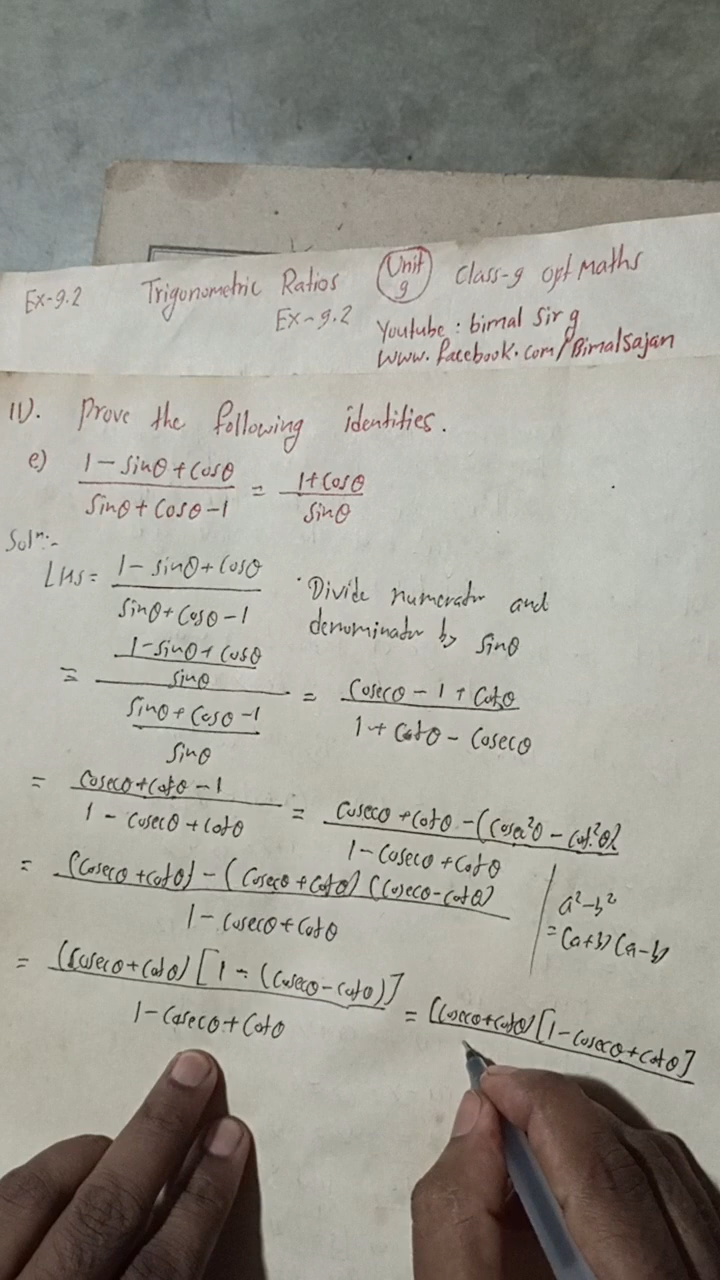 Ex-9.2 Trigonometric Ratios Unit 9 Class-9 opt Maths
Ex-9.2 Youtube : bimal Sir g
www.facebook.com/Bimalsajan
IV. Prove the following identities.
e) (1 - sinθ + cosθ)/(sinθ + cosθ - 1) = (1 + cosθ)/sinθ
Solⁿ:-
LHS = (1 - sinθ + cosθ)/(sinθ + cosθ - 1) Divide numerator and
denominator by sinθ
= ((1 - sinθ + cosθ)/sinθ)/((sinθ + cosθ - 1)/sinθ) = (cosecθ - 1 + cotθ)/(1 + cotθ - cosecθ)
= (cosecθ + cotθ - 1)/(1 - cosecθ + cotθ) = (cosecθ + cotθ - (cosec²θ - cot²θ))/(1 - cosecθ + cotθ)
= ((cosecθ + cotθ) - (cosecθ + cotθ)(cosecθ - cotθ))/(1 - cosecθ + cotθ)
a² - b²
= (a+b)(a-b)
= ((cosecθ + cotθ)[1 - (cosecθ - cotθ)])/(1 - cosecθ + cotθ) = (cosecθ + cotθ)[1 - cosecθ + cotθ]